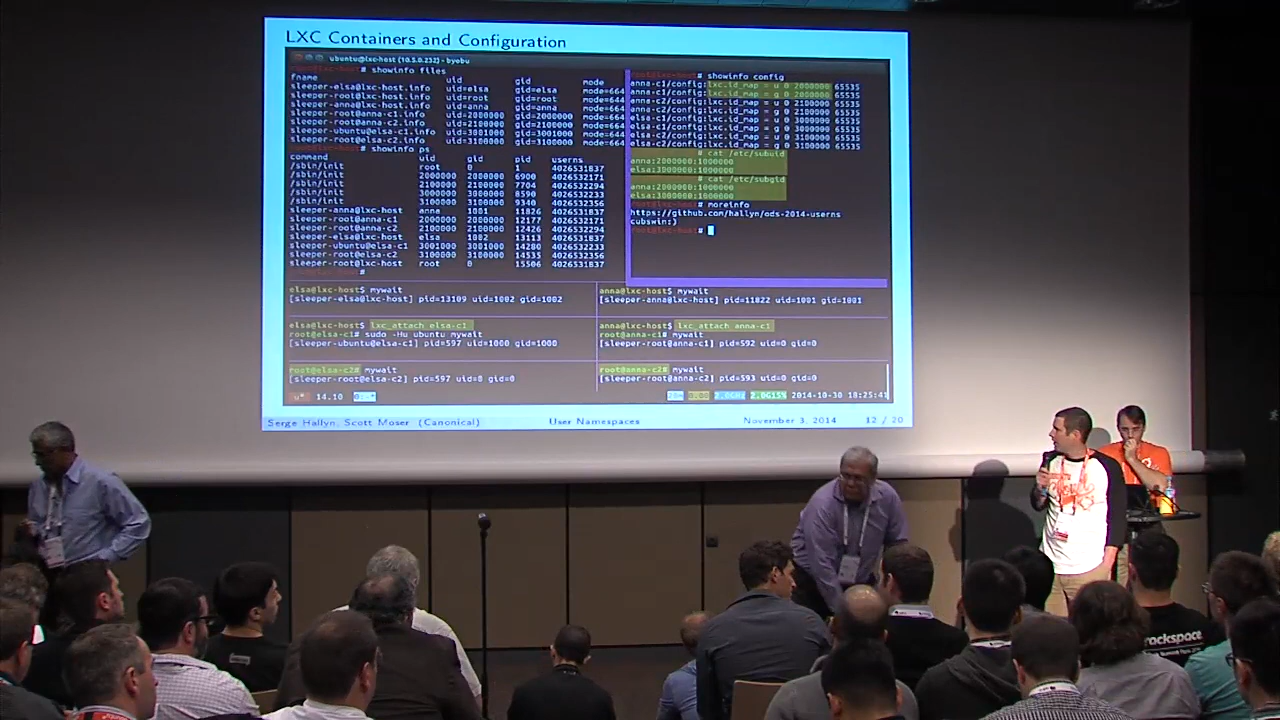 LXC Containers and Configuration
ubuntu@lxc-host (10.5.0.232) - byobu
# showinfo files
fname uid gid mode
sleeper-elsa@lxc-host.info uid=elsa gid=elsa mode=664
sleeper-root@lxc-host.info uid=root gid=root mode=644
sleeper-anna@lxc-host.info uid=anna gid=anna mode=664
sleeper-root@anna-c1.info uid=2000000 gid=2000000 mode=644
sleeper-root@anna-c2.info uid=2100000 gid=2100000 mode=644
sleeper-ubuntu@elsa-c1.info uid=3001000 gid=3001000 mode=664
sleeper-root@elsa-c2.info uid=3100000 gid=3100000 mode=644
# showinfo ps
command uid gid pid userns
/sbin/init root 0 1 4026531837
/sbin/init 2000000 2000000 6900 4026532171
/sbin/init 2100000 2100000 7704 4026532294
/sbin/init 3000000 3000000 8590 4026532233
/sbin/init 3100000 3100000 9340 4026532356
sleeper-anna@lxc-host anna 1001 11826 4026531837
sleeper-root@anna-c1 2000000 2000000 12177 4026532171
sleeper-root@anna-c2 2100000 2100000 12426 4026532294
sleeper-elsa@lxc-host elsa 1002 13113 4026531837
sleeper-ubuntu@elsa-c1 3001000 3001000 14280 4026532233
sleeper-root@elsa-c2 3100000 3100000 14535 4026532356
sleeper-root@lxc-host root 0 15506 4026531837
#
root@lxc-host# showinfo config
anna-c1/config:lxc.id_map = u 0 2000000 65535
anna-c1/config:lxc.id_map = g 0 2000000 65535
anna-c2/config:lxc.id_map = u 0 2100000 65535
anna-c2/config:lxc.id_map = g 0 2100000 65535
elsa-c1/config:lxc.id_map = u 0 3000000 65535
elsa-c1/config:lxc.id_map = g 0 3000000 65535
elsa-c2/config:lxc.id_map = u 0 3100000 65535
elsa-c2/config:lxc.id_map = g 0 3100000 65535
# cat /etc/subuid
anna:2000000:1000000
elsa:3000000:1000000
# cat /etc/subgid
anna:2000000:1000000
elsa:3000000:1000000
root@lxc-host# moreinfo
https://github.com/hallyn/ods-2014-userns
cubswin:)
root@lxc-host#
elsa@lxc-host$ mywait
[sleeper-elsa@lxc-host] pid=13109 uid=1002 gid=1002
anna@lxc-host$ mywait
[sleeper-anna@lxc-host] pid=11822 uid=1001 gid=1001
elsa@lxc-host$ lxc_attach elsa-c1
root@elsa-c1# sudo -Hu ubuntu mywait
[sleeper-ubuntu@elsa-c1] pid=597 uid=1000 gid=1000
anna@lxc-host$ lxc_attach anna-c1
root@anna-c1# mywait
[sleeper-root@anna-c1] pid=592 uid=0 gid=0
root@elsa-c2# mywait
[sleeper-root@elsa-c2] pid=597 uid=0 gid=0
root@anna-c2# mywait
[sleeper-root@anna-c2] pid=593 uid=0 gid=0
14.10 2014-10-30 18:25:41
Serge Hallyn, Scott Moser (Canonical) User Namespaces November 3, 2014 12 / 20
rackspace